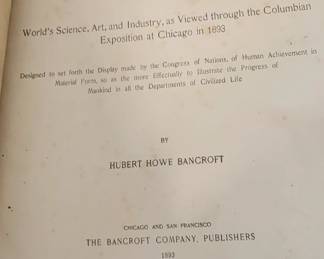 World's Science, Art, and Industry, as Viewed through the Columbian
Exposition at Chicago in 1893
Designed to set forth the Display made by the Congress of Nations, of Human Achievement in
Material Form, so as the more Effectually to Illustrate the Progress of
Mankind in all the Departments of Civilized Life
BY
HUBERT HOWE BANCROFT
CHICAGO AND SAN FRANCISCO
THE BANCROFT COMPANY, PUBLISHERS
1893